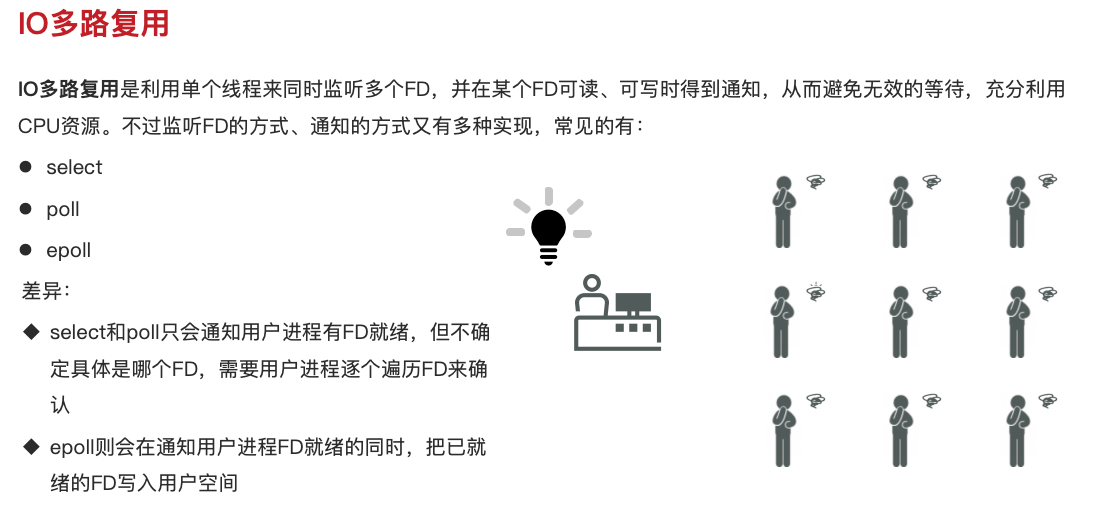 IO多路复用
IO多路复用是利用单个线程来同时监听多个FD，并在某个FD可读、可写时得到通知，从而避免无效的等待，充分利用
CPU资源。不过监听FD的方式、通知的方式又有多种实现，常见的有：
● select
● poll
● epoll
差异：
◆ select和poll只会通知用户进程有FD就绪，但不确
定具体是哪个FD，需要用户进程逐个遍历FD来确
认
◆ epoll则会在通知用户进程FD就绪的同时，把已就
绪的FD写入用户空间